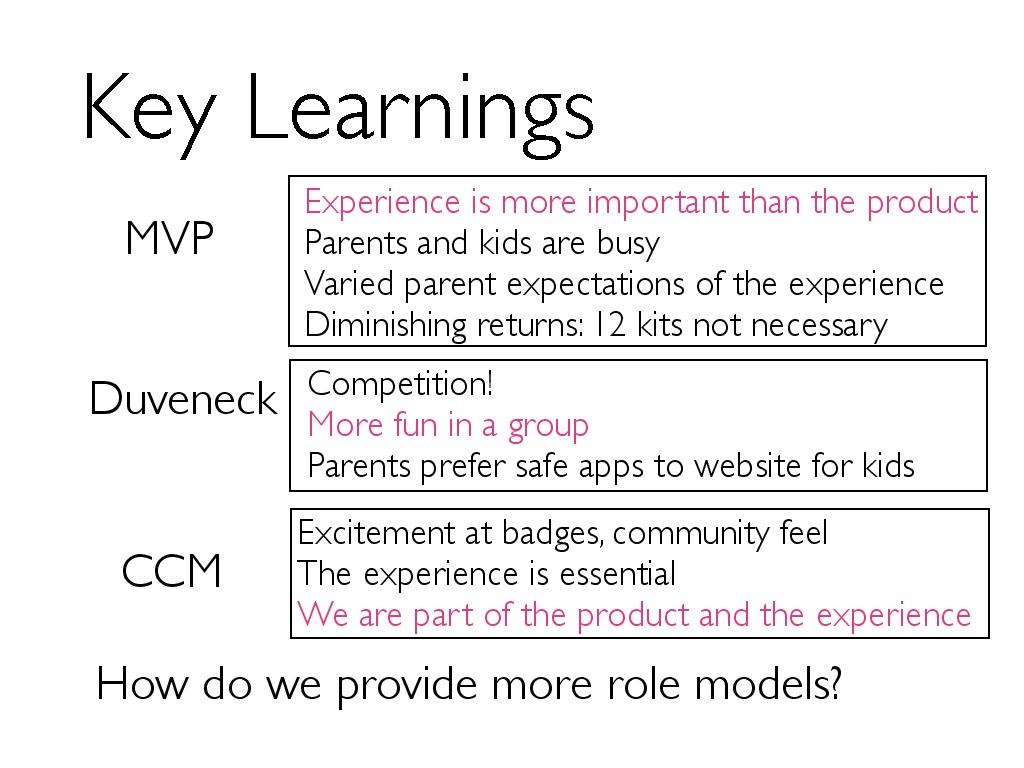 Key Learnings
MVP
Experience is more important than the product
Parents and kids are busy
Varied parent expectations of the experience
Diminishing returns: 12 kits not necessary
Duveneck
Competition!
More fun in a group
Parents prefer safe apps to website for kids
CCM
Excitement at badges, community feel
The experience is essential
We are part of the product and the experience
How do we provide more role models?